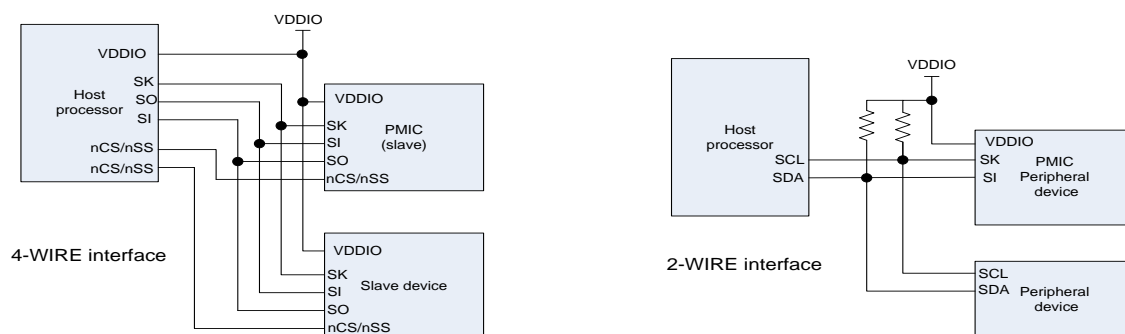 VDDIO
VDDIO
Host
processor
SK
SO
SI
nCS/nSS
nCS/nSS
VDDIO
SK
SI
SO
nCS/nSS
PMIC
(slave)
4-WIRE interface
VDDIO
SK
SI
SO
nCS/nSS
Slave device
VDDIO
Host
processor
SCL
SDA
VDDIO
SK
SI
PMIC
Peripheral
device
2-WIRE interface
SCL
SDA
Peripheral
device